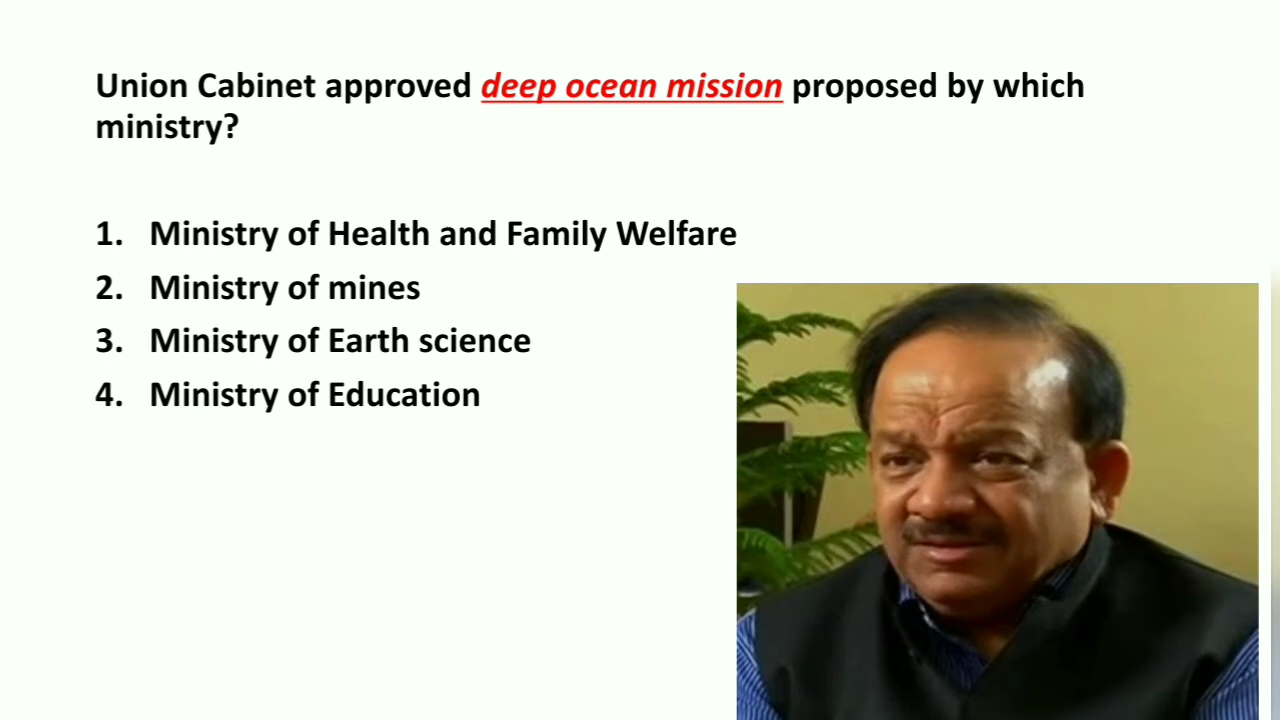 Union Cabinet approved deep ocean mission proposed by which
ministry?
1. Ministry of Health and Family Welfare
2. Ministry of mines
3. Ministry of Earth science
4. Ministry of Education